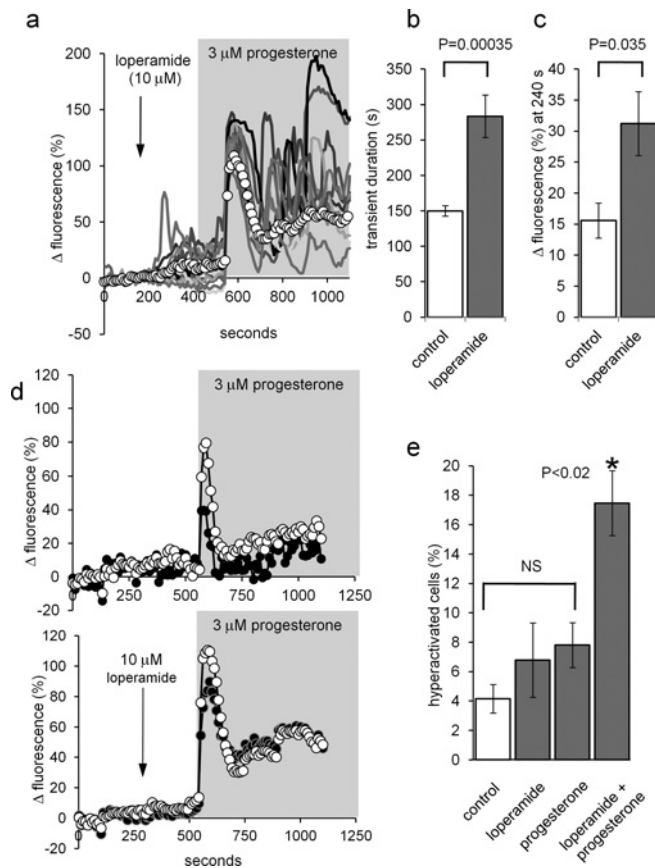 a
loperamide
(10 µM)
3 µM progesterone
Δ fluorescence (%)
200
150
100
50
0
-50
0 200 400 600 800 1000
seconds
b
P=0.00035
transient duration (s)
350
300
250
200
150
100
50
0
control
loperamide
c
P=0.035
Δ fluorescence (%) at 240 s
40
35
30
25
20
15
10
5
0
control
loperamide
d
3 µM progesterone
Δ fluorescence (%)
120
100
80
60
40
20
0
-20
0 250 500 750 1000 1250
3 µM progesterone
10 µM
loperamide
Δ fluorescence (%)
120
100
80
60
40
20
0
-20
0 250 500 750 1000 1250
seconds
e
P<0.02
*
NS
hyperactivated cells (%)
20
18
16
14
12
10
8
6
4
2
0
control
loperamide
progesterone
loperamide +
progesterone